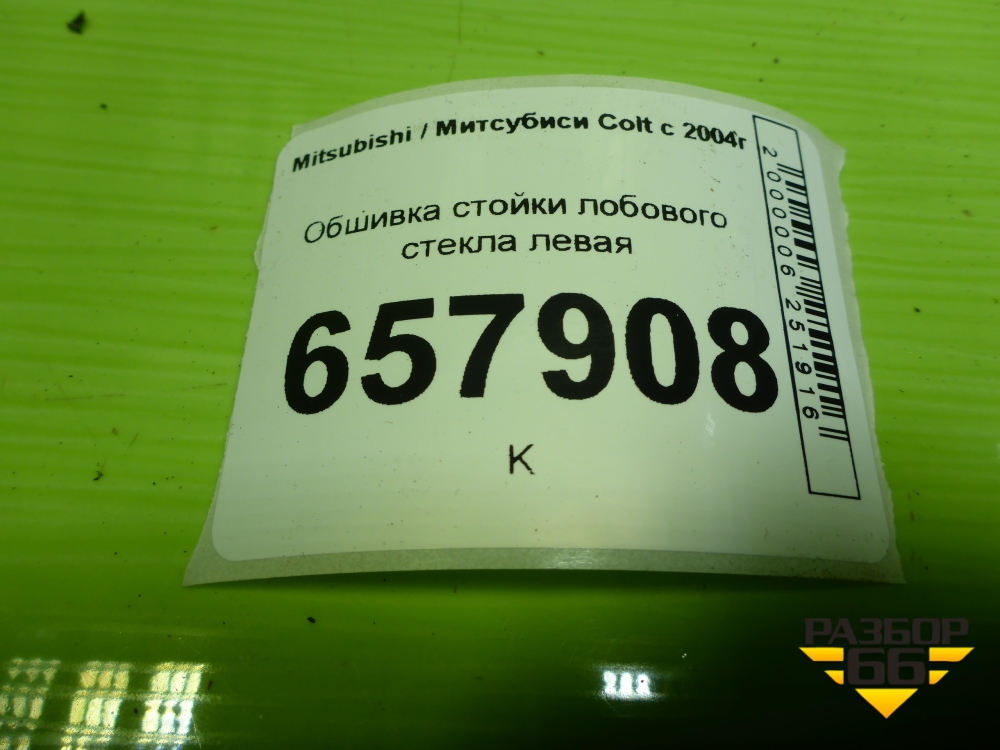 Mitsubishi / Митсубиси Colt с 2004г
Обшивка стойки лобового
стекла левая
657908
К
2000006251916
РАЗБОР
66